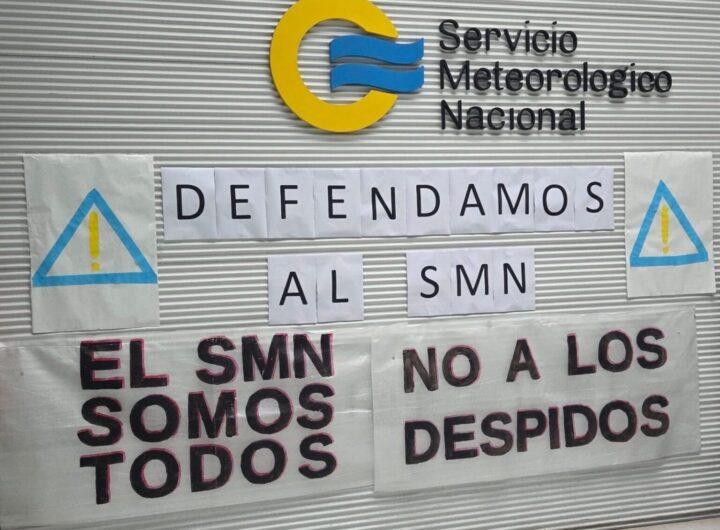 Servicio
Meteorologico
Nacional
DEFENDAMOS
AL SMN
EL SMN
SOMOS
TODOS
NO A LOS
DESPIDOS